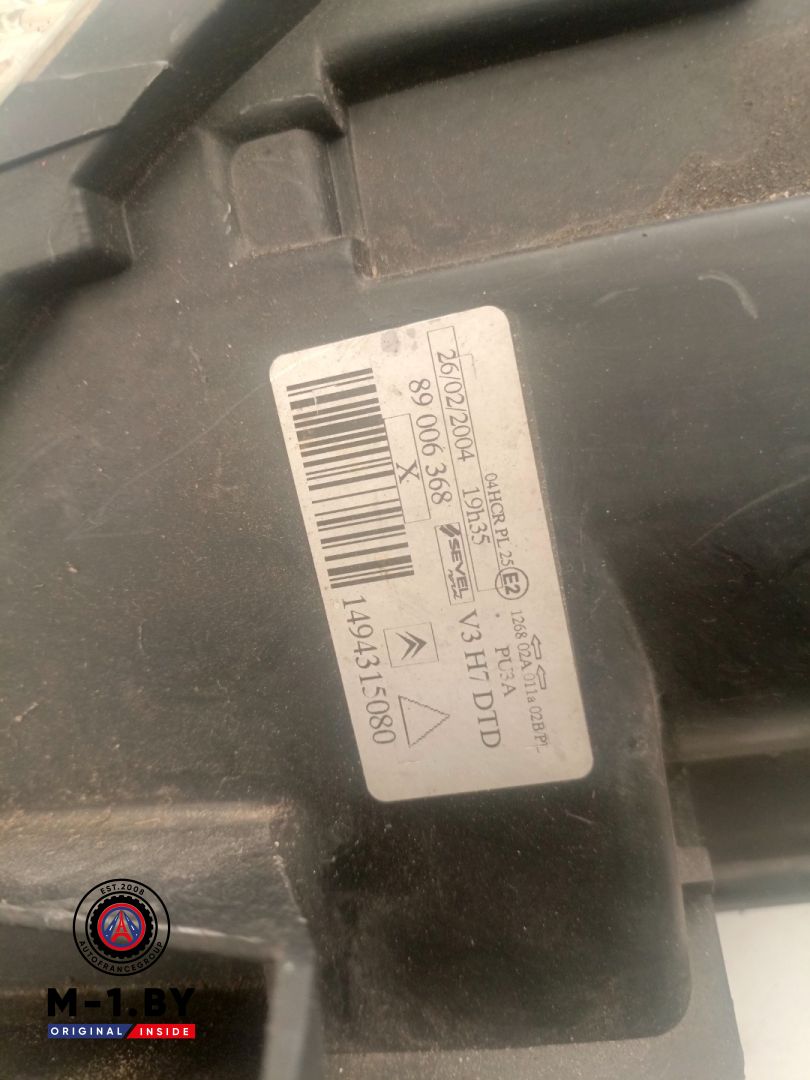 04HCR PL 25 E2 1268 02A 011a 02B PL
26/02/2004 19h35
PU3A
89 006 368 SEVEL V3 H7 DTD
X
1494315080
EST.2008
AUTOFRANCEGROUP
M-1.BY
ORIGINAL INSIDE